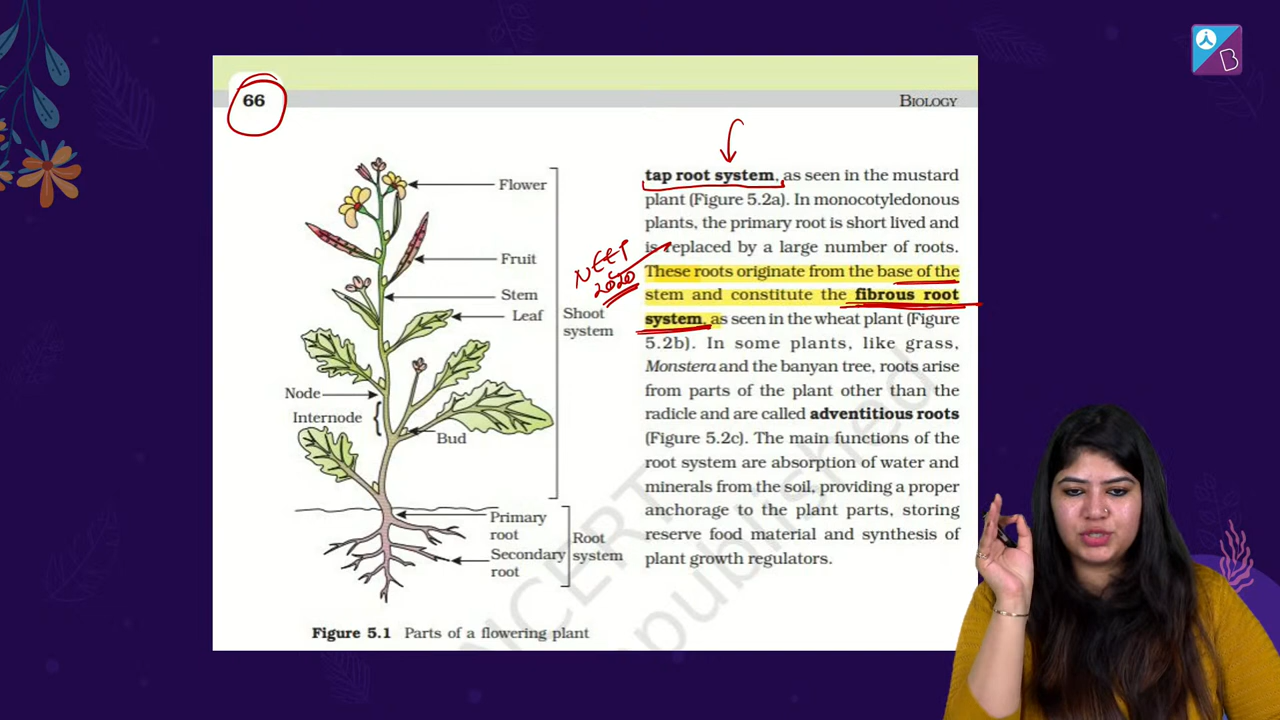 66
BIOLOGY
Flower
Fruit
Stem
Leaf
Shoot
system
Node
Internode
Bud
Primary
root
Secondary
root
Root
system
Figure 5.1 Parts of a flowering plant
tap root system, as seen in the mustard
plant (Figure 5.2a). In monocotyledonous
plants, the primary root is short lived and
is replaced by a large number of roots.
These roots originate from the base of the
stem and constitute the fibrous root
system, as seen in the wheat plant (Figure
5.2b). In some plants, like grass,
Monstera and the banyan tree, roots arise
from parts of the plant other than the
radicle and are called adventitious roots
(Figure 5.2c). The main functions of the
root system are absorption of water and
minerals from the soil, providing a proper
anchorage to the plant parts, storing
reserve food material and synthesis of
plant growth regulators.
NEET
2020
NCERT
published
B